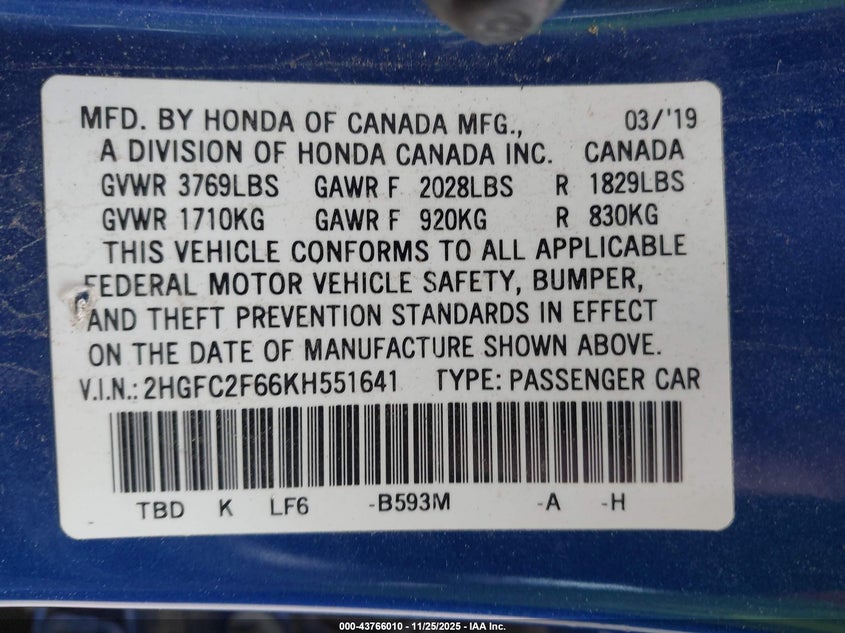 MFD. BY HONDA OF CANADA MFG., 03/'19
A DIVISION OF HONDA CANADA INC. CANADA
GVWR 3769LBS GAWR F 2028LBS R 1829LBS
GVWR 1710KG GAWR F 920KG R 830KG
THIS VEHICLE CONFORMS TO ALL APPLICABLE
FEDERAL MOTOR VEHICLE SAFETY, BUMPER,
AND THEFT PREVENTION STANDARDS IN EFFECT
ON THE DATE OF MANUFACTURE SHOWN ABOVE.
V.I.N.: 2HGFC2F66KH551641 TYPE: PASSENGER CAR
TBD K LF6 -B593M -A -H
000-43766010 - 11/25/2025 - IAA Inc.